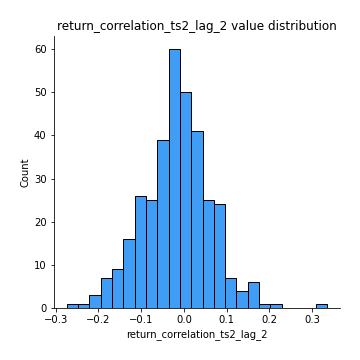 return_correlation_ts2_lag_2 value distribution
60
50
40
30
20
10
0
Count
−0.3 −0.2 −0.1 0.0 0.1 0.2 0.3
return_correlation_ts2_lag_2